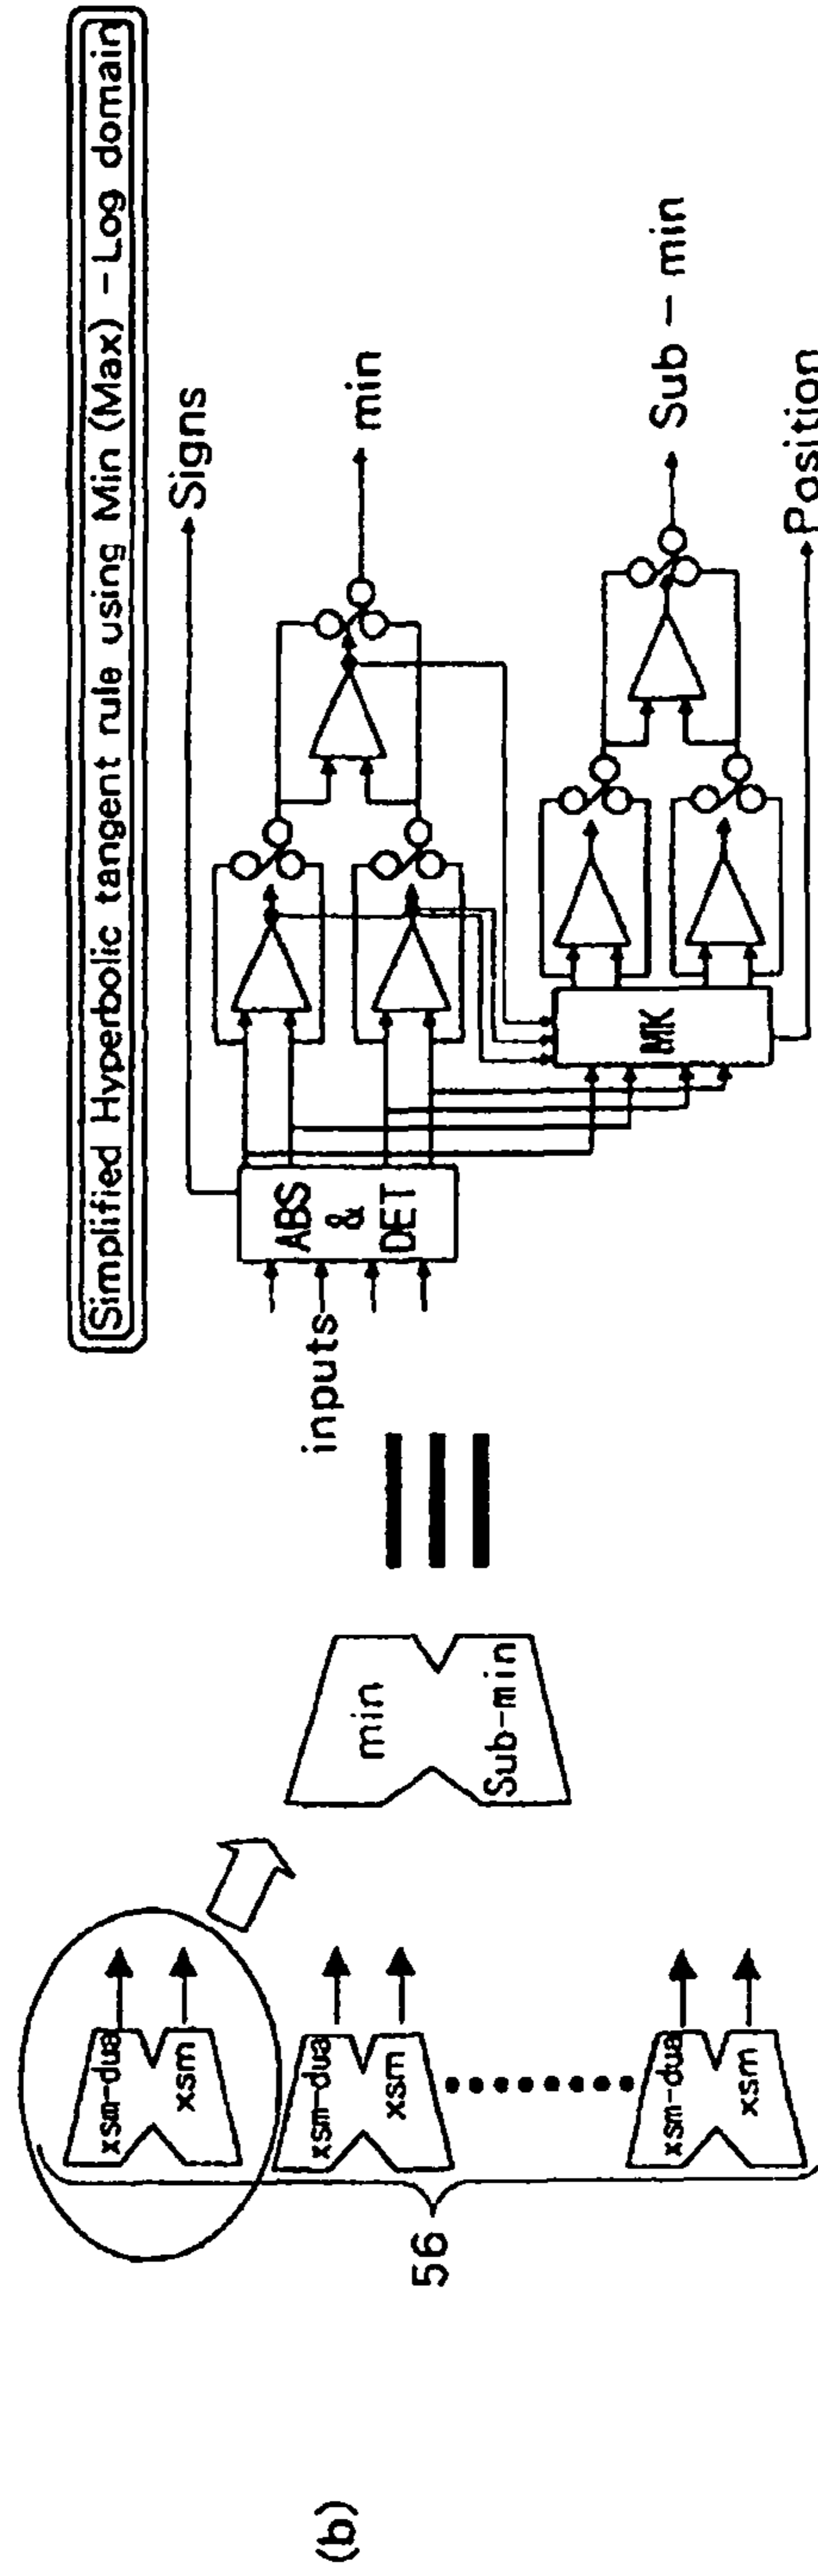 (b)
56
xsm-dua
xsm
xsm-dua
xsm
xsm-dua
xsm
min
Sub-min
Simplified Hyperbolic tangent rule using Min (Max) -Log domain
inputs
ABS
&
DET
Signs
min
MK
Sub - min
Position